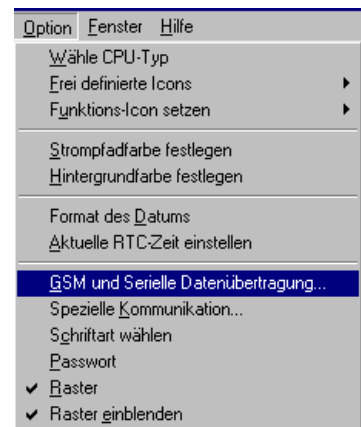 Option Fenster Hilfe
Wähle CPU-Typ
Frei definierte Icons
Funktions-Icon setzen
Strompfadfarbe festlegen
Hintergrundfarbe festlegen
Format des Datums
Aktuelle RTC-Zeit einstellen
GSM und Serielle Datenübertragung...
Spezielle Kommunikation...
Schriftart wählen
Passwort
Raster
Raster einblenden